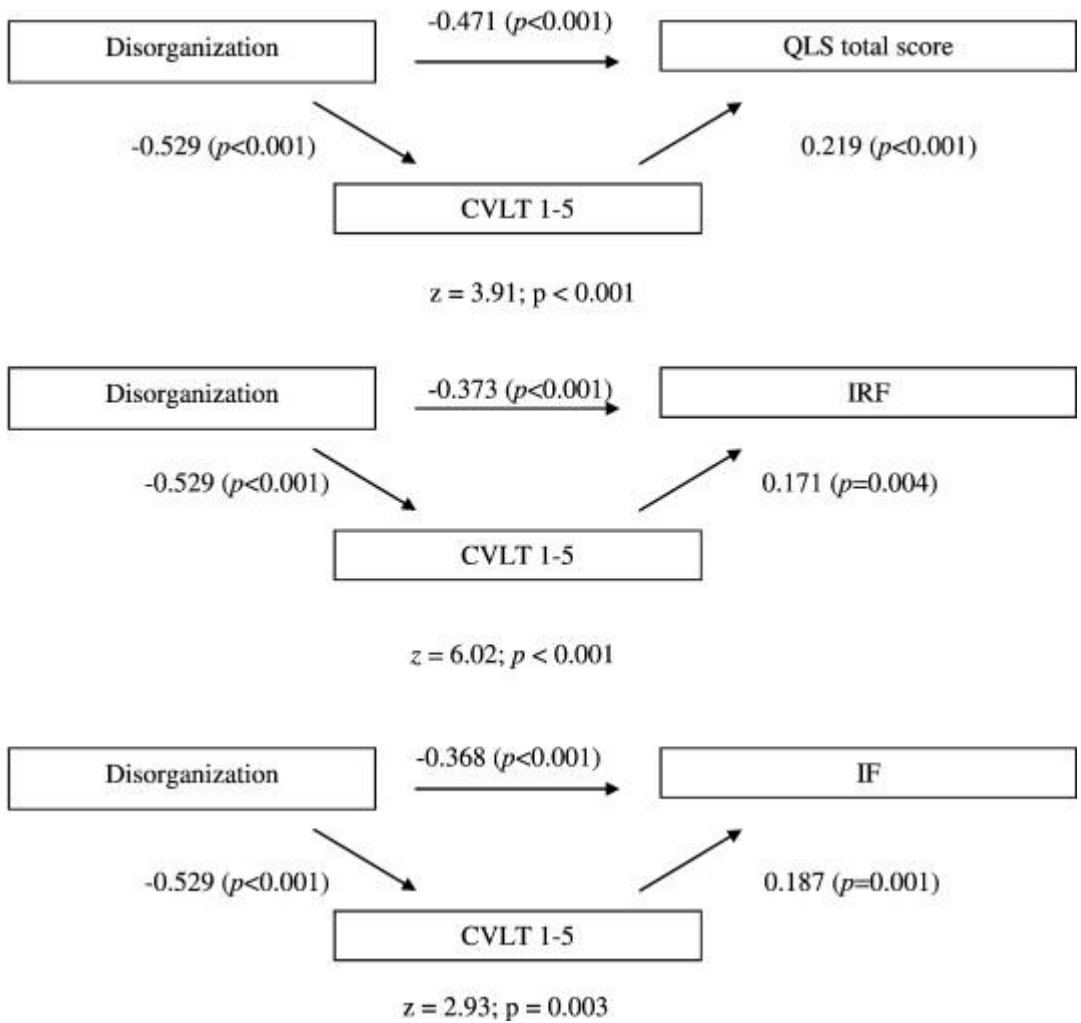 -0.471 (p<0.001)
Disorganization
QLS total score
-0.529 (p<0.001)
0.219 (p<0.001)
CVLT 1-5
z = 3.91; p < 0.001
Disorganization
-0.373 (p<0.001)
IRF
-0.529 (p<0.001)
0.171 (p=0.004)
CVLT 1-5
z = 6.02; p < 0.001
Disorganization
-0.368 (p<0.001)
IF
-0.529 (p<0.001)
0.187 (p=0.001)
CVLT 1-5
z = 2.93; p = 0.003